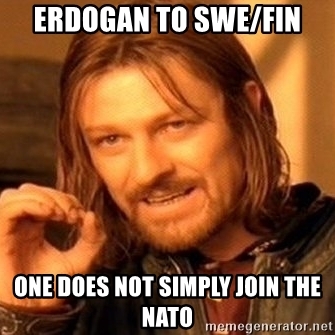 ERDOGAN TO SWE/FIN
ONE DOES NOT SIMPLY JOIN THE
NATO
memegenerator.net